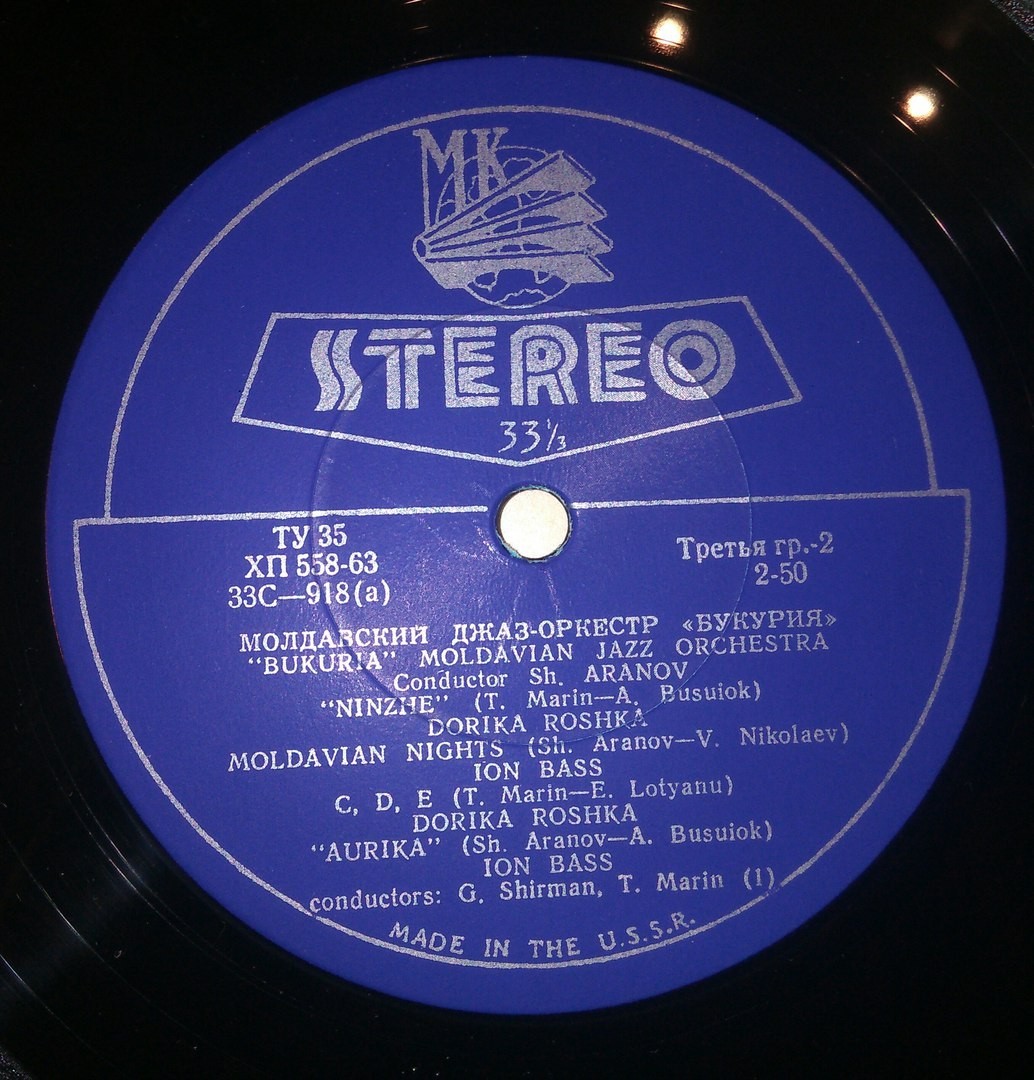 МК
STEREO
33⅓
ТУ 35
ХП 558-63
33С—918(а)
Третья гр.-2
2-50
МОЛДАВСКИЙ ДЖАЗ-ОРКЕСТР «БУКУРИЯ»
“BUKURIA” MOLDAVIAN JAZZ ORCHESTRA
Conductor Sh. ARANOV
“NINZHE” (T. Marin—A. Busuiok)
DORIKA ROSHKA
MOLDAVIAN NIGHTS (Sh. Aranov—V. Nikolaev)
ION BASS
C, D, E (T. Marin—E. Lotyanu)
DORIKA ROSHKA
“AURIKA” (Sh. Aranov—A. Busuiok)
ION BASS
conductors: G. Shirman, T. Marin (1)
MADE IN THE U.S.S.R.